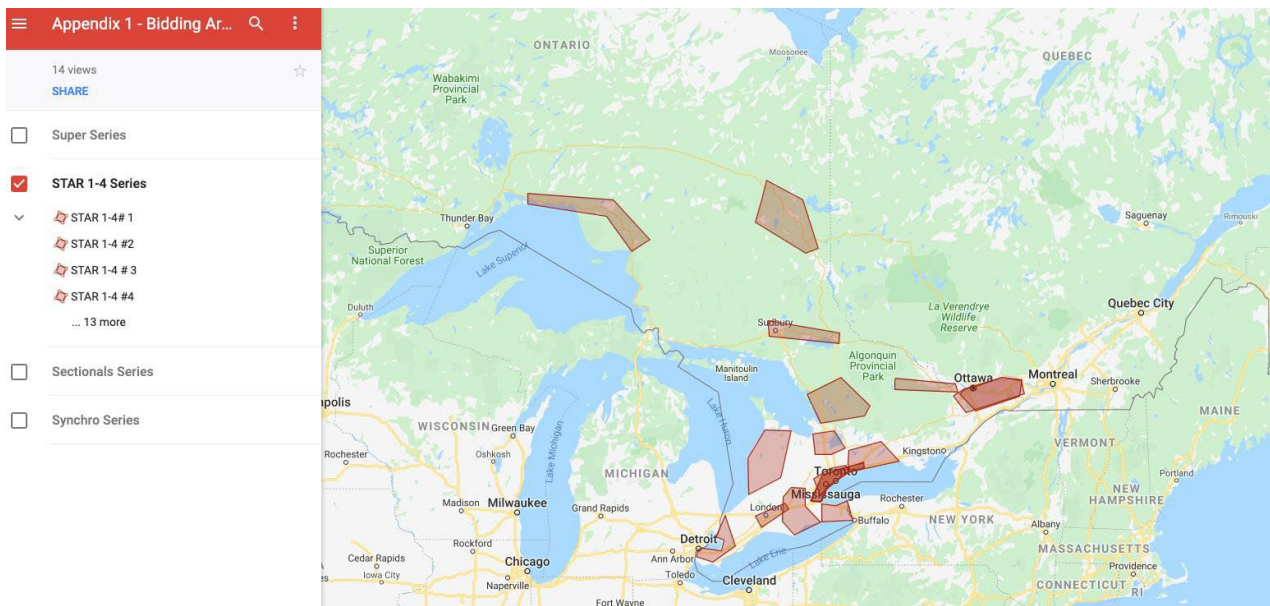 Appendix 1 - Bidding Ar...
14 views
SHARE
Super Series
STAR 1-4 Series
STAR 1-4# 1
STAR 1-4 #2
STAR 1-4 # 3
STAR 1-4 #4
... 13 more
Sectionals Series
Synchro Series
ONTARIO
Moosonee
QUEBEC
Wabakimi
Provincial
Park
Thunder Bay
Saguenay
Rimouski
Superior
National Forest
Lake Superior
Duluth
La Verendrye
Wildlife
Reserve
Quebec City
Sudbury
Algonquin
Provincial
Park
Manitoulin
Island
Ottawa
Montreal
Sherbrooke
MAINE
polis
WISCONSIN
Green Bay
Lake Michigan
Lake Huron
Kingston
VERMONT
Rochester
Oshkosh
MICHIGAN
Toronto
Portland
Madison
Milwaukee
Grand Rapids
London
Mississauga
Rochester
NEW
HAMPSHIRE
Buffalo
NEW YORK
Albany
Rockford
Detroit
MASSACHUSETTS
Cedar Rapids
Chicago
Ann Arbor
Lake Erie
Providence
Iowa City
Naperville
Toledo
Cleveland
CONNECTICUT
RI
es
Fort Wayne